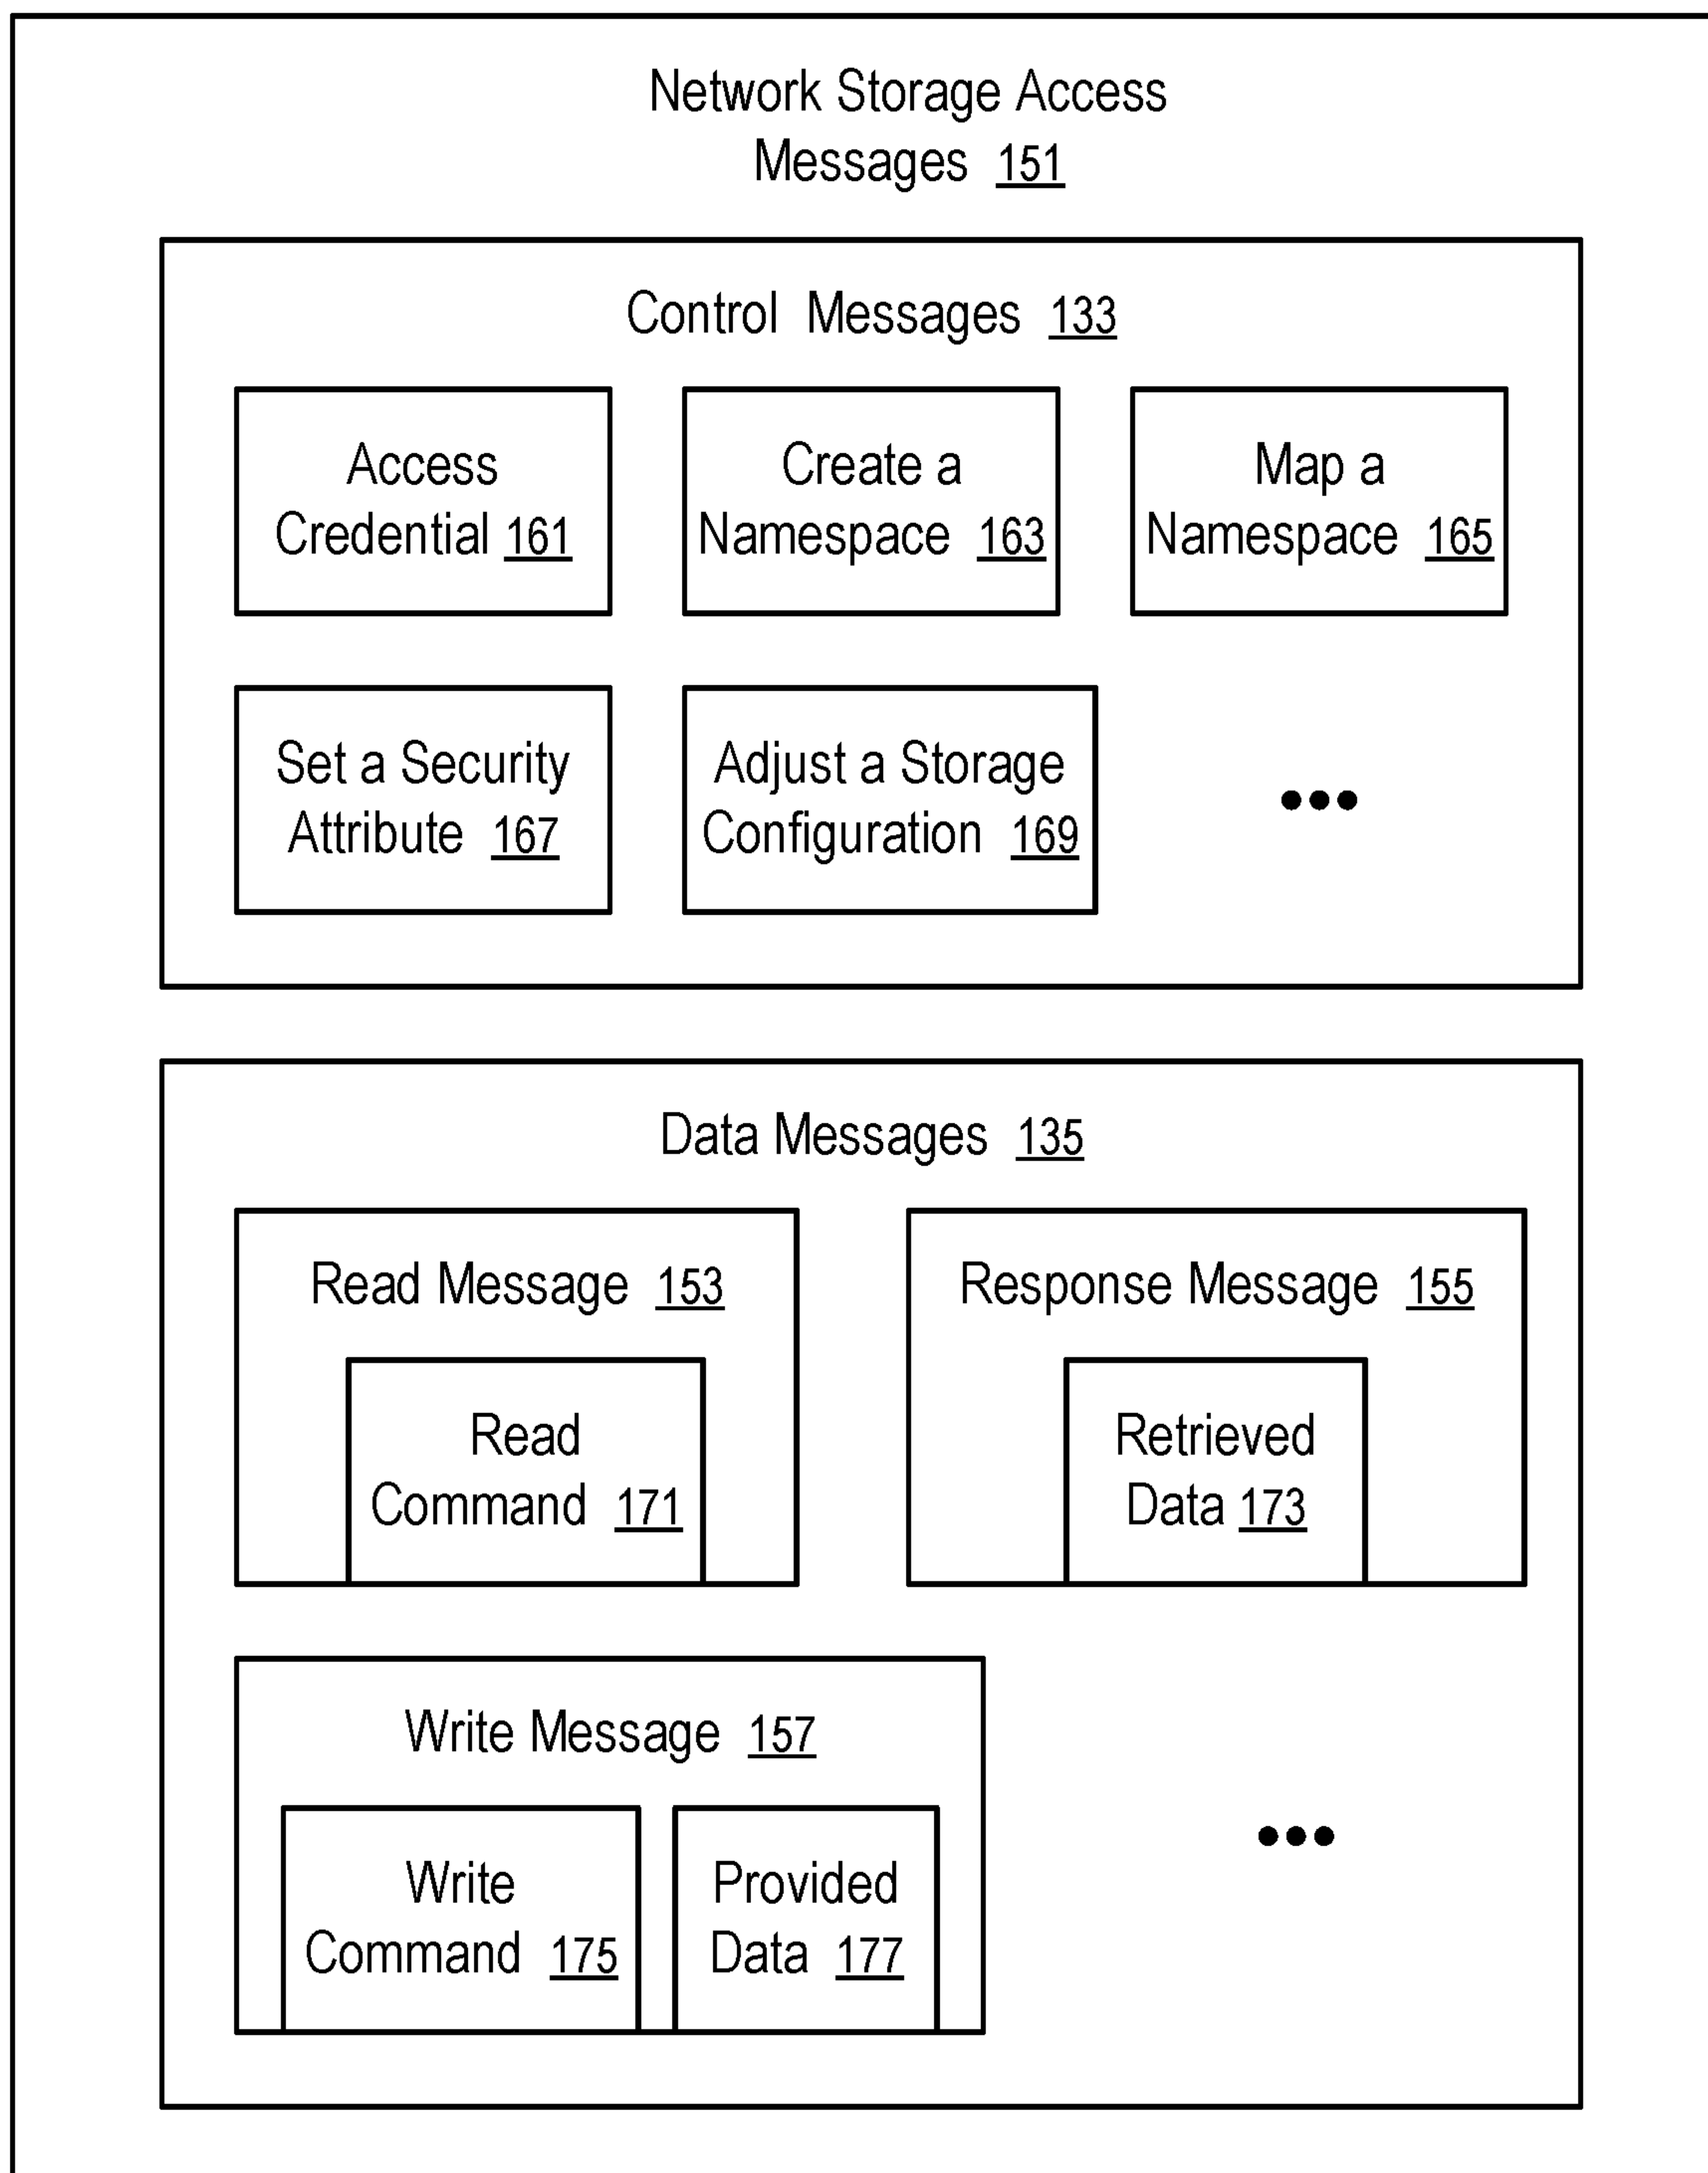 Network Storage Access
Messages 151
Control Messages 133
Access
Credential 161
Create a
Namespace 163
Map a
Namespace 165
Set a Security
Attribute 167
Adjust a Storage
Configuration 169
•••
Data Messages 135
Read Message 153
Read
Command 171
Response Message 155
Retrieved
Data 173
Write Message 157
Write
Command 175
Provided
Data 177
•••